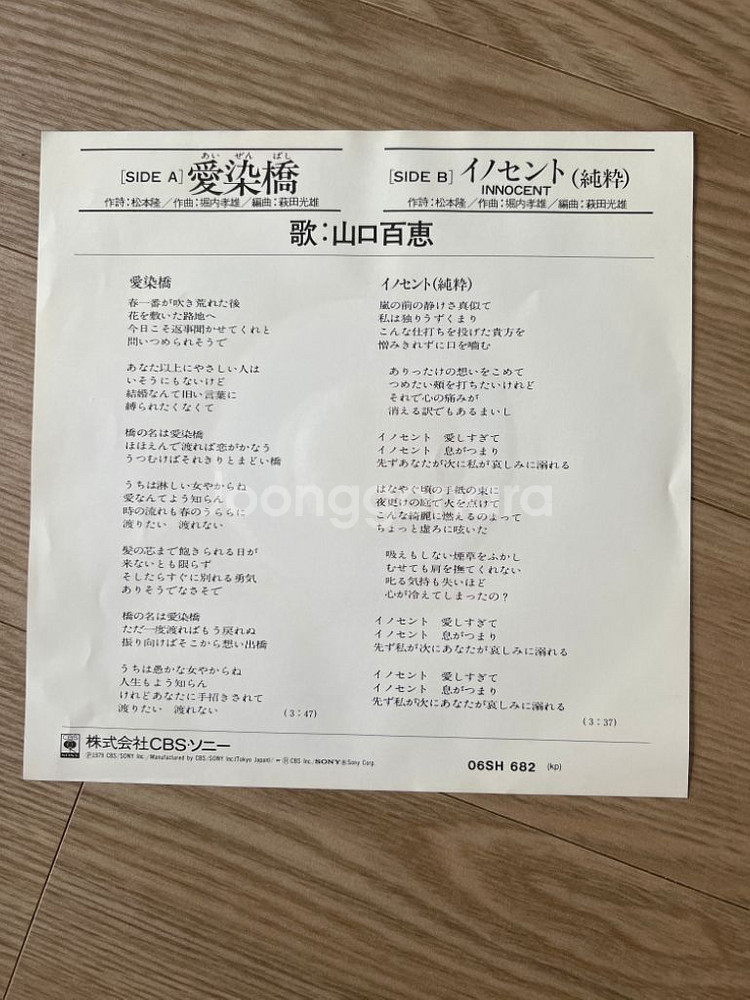 あい ぜん ばし
[SIDE A] 愛染橋
作詩：松本隆／作曲：堀内孝雄／編曲：萩田光雄
[SIDE B] イノセント(純粋)
INNOCENT
作詩：松本隆／作曲：堀内孝雄／編曲：萩田光雄
歌：山口百恵
愛染橋
春一番が吹き荒れた後
花を敷いた路地へ
今日こそ返事聞かせてくれと
問いつめられそうで
あなた以上にやさしい人は
いそうにもないけど
結婚なんて旧い言葉に
縛られたくなくて
橋の名は愛染橋
ほほえんで渡れば恋がかなう
うつむけばそれきりとまどい橋
うちは淋しい女やからね
愛なんてよう知らん
時の流れも春のうららに
渡りたい 渡れない
髪の芯まで飽きられる日が
来ないとも限らず
そしたらすぐに別れる勇気
ありそうでなさそで
橋の名は愛染橋
ただ一度渡ればもう戻れぬ
振り向けばそこから想い出橋
うちは愚かな女やからね
人生もよう知らん
けれどあなたに手招きされて
渡りたい 渡れない
(3：47)
イノセント(純粋)
嵐の前の静けさ真似て
私は独りうずくまり
こんな仕打ちを投げた貴方を
憎みきれずに口を噛む
ありったけの想いをこめて
つめたい頬を打ちたいけれど
それで心の痛みが
消える訳でもあるまいし
イノセント 愛しすぎて
イノセント 息がつまり
先ずあなたが次に私が哀しみに溺れる
はなやぐ頃の手紙の束に
夜更けの庭で火を点けて
こんな綺麗に燃えるのよって
ちょっと虚ろに呟いた
吸えもしない煙草をふかし
むせても肩を撫てくれない
叱る気持も失いほど
心が冷えてしまったの？
イノセント 愛しすぎて
イノセント 息がつまり
先ず私が次にあなたが哀しみに溺れる
イノセント 愛しすぎて
イノセント 息がつまり
先ず私が次にあなたが哀しみに溺れる
(3：37)
CBS
SONY
株式会社CBS・ソニー
Ⓟ1979 CBS/SONY Inc./Manufactured by CBS/SONY Inc.(Tokyo Japan)/ Ⓡ CBS Inc./SONY Ⓡ Sony Corp.
06SH 682 (kp)